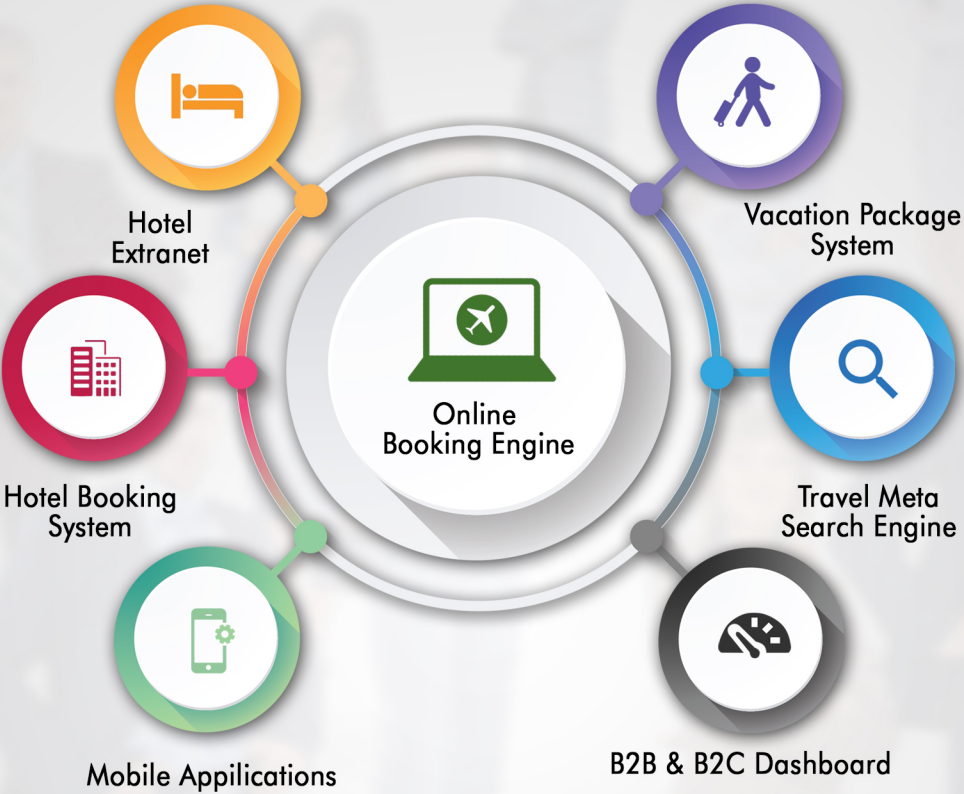 Hotel
Extranet
Vacation Package
System
Online
Booking Engine
Hotel Booking
System
Travel Meta
Search Engine
Mobile Appilications
B2B & B2C Dashboard